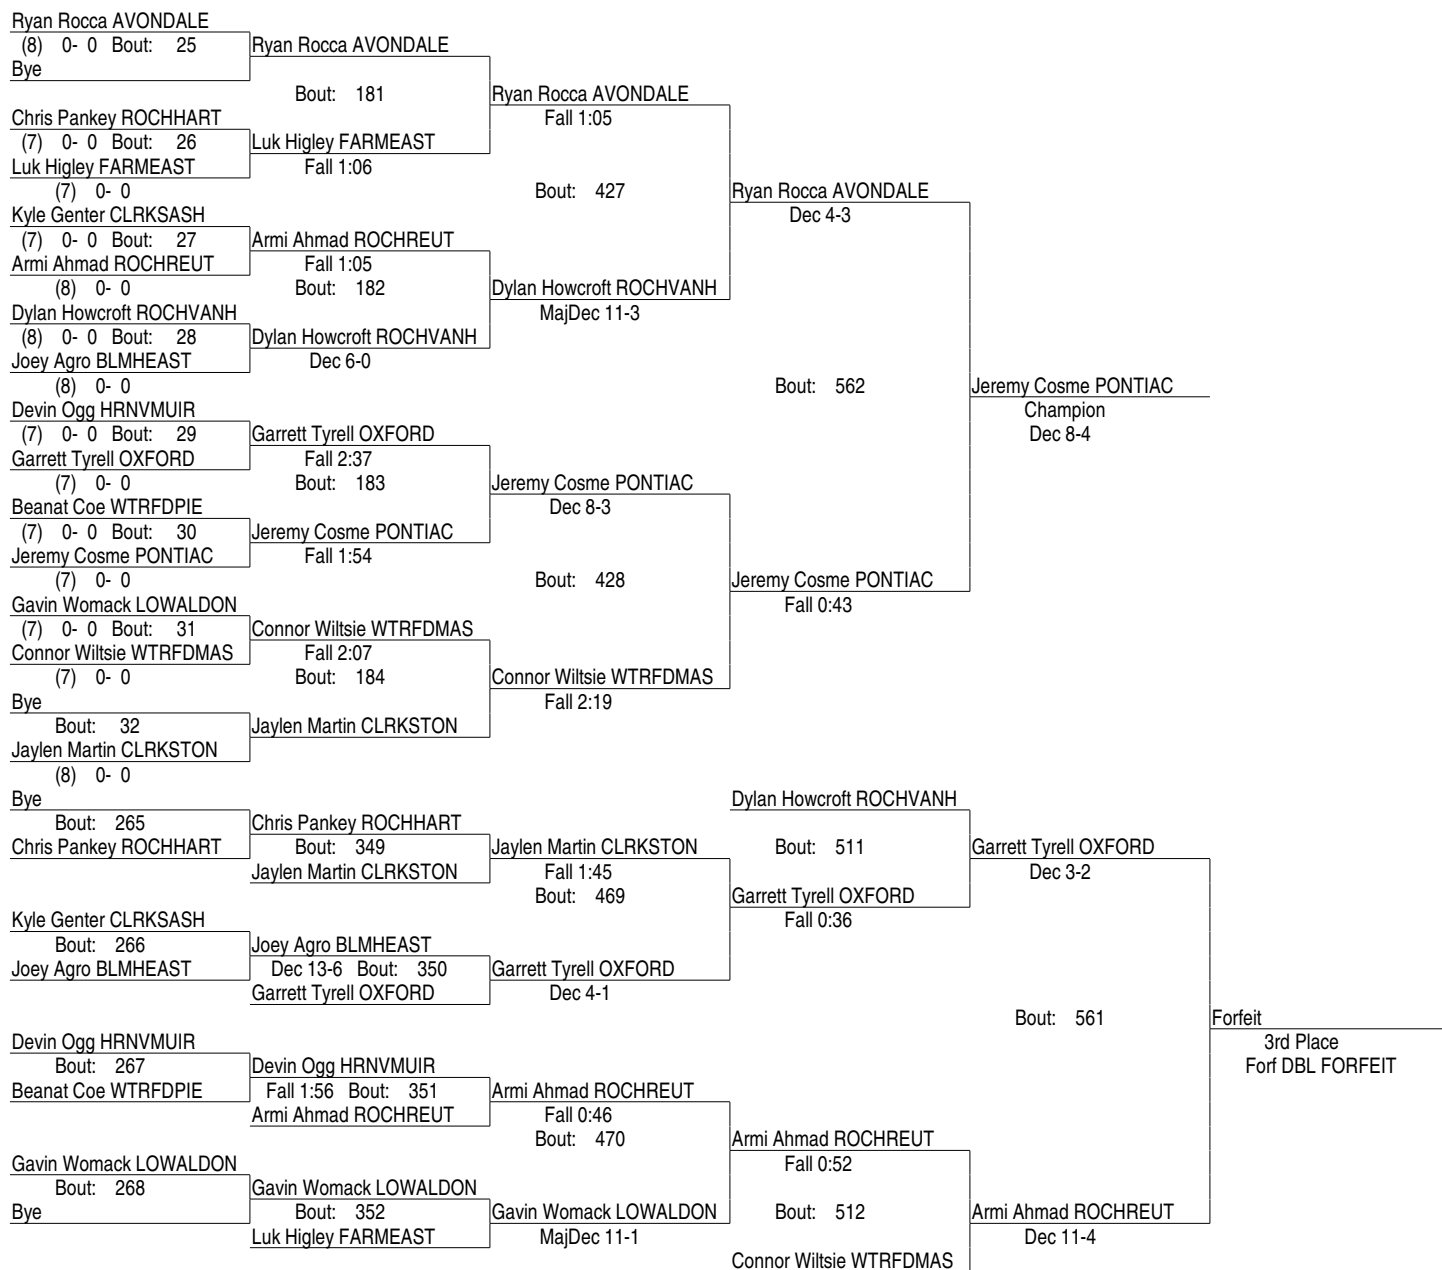 Ryan Rocca AVONDALE
(8) 0- 0 Bout: 25 Ryan Rocca AVONDALE
Bye
Bout: 181 Ryan Rocca AVONDALE
Chris Pankey ROCHHART Fall 1:05
(7) 0- 0 Bout: 26 Luk Higley FARMEAST
Luk Higley FARMEAST Fall 1:06
(7) 0- 0 Bout: 427 Ryan Rocca AVONDALE
Kyle Genter CLRKSASH Dec 4-3
(7) 0- 0 Bout: 27 Armi Ahmad ROCHREUT
Armi Ahmad ROCHREUT Fall 1:05
(8) 0- 0 Bout: 182 Dylan Howcroft ROCHVANH
Dylan Howcroft ROCHVANH MajDec 11-3
(8) 0- 0 Bout: 28 Dylan Howcroft ROCHVANH
Joey Agro BLMHEAST Dec 6-0
(8) 0- 0 Bout: 562 Jeremy Cosme PONTIAC
Devin Ogg HRNVMUIR Champion
(7) 0- 0 Bout: 29 Garrett Tyrell OXFORD Dec 8-4
Garrett Tyrell OXFORD Fall 2:37
(7) 0- 0 Bout: 183 Jeremy Cosme PONTIAC
Beanat Coe WTRFDPIE Dec 8-3
(7) 0- 0 Bout: 30 Jeremy Cosme PONTIAC
Jeremy Cosme PONTIAC Fall 1:54
(7) 0- 0 Bout: 428 Jeremy Cosme PONTIAC
Gavin Womack LOWALDON Fall 0:43
(7) 0- 0 Bout: 31 Connor Wiltsie WTRFDMAS
Connor Wiltsie WTRFDMAS Fall 2:07
(7) 0- 0 Bout: 184 Connor Wiltsie WTRFDMAS
Bye Fall 2:19
Bout: 32 Jaylen Martin CLRKSTON
Jaylen Martin CLRKSTON
(8) 0- 0
Bye Dylan Howcroft ROCHVANH
Bout: 265 Chris Pankey ROCHHART
Chris Pankey ROCHHART Bout: 349 Jaylen Martin CLRKSTON Bout: 511 Garrett Tyrell OXFORD
Jaylen Martin CLRKSTON Fall 1:45 Dec 3-2
Bout: 469 Garrett Tyrell OXFORD
Kyle Genter CLRKSASH Fall 0:36
Bout: 266 Joey Agro BLMHEAST
Joey Agro BLMHEAST Dec 13-6 Bout: 350 Garrett Tyrell OXFORD
Garrett Tyrell OXFORD Dec 4-1
Bout: 561 Forfeit
Devin Ogg HRNVMUIR 3rd Place
Bout: 267 Devin Ogg HRNVMUIR Forf DBL FORFEIT
Beanat Coe WTRFDPIE Fall 1:56 Bout: 351 Armi Ahmad ROCHREUT
Armi Ahmad ROCHREUT Fall 0:46
Bout: 470 Armi Ahmad ROCHREUT
Gavin Womack LOWALDON Fall 0:52
Bout: 268 Gavin Womack LOWALDON
Bye Bout: 352 Gavin Womack LOWALDON Bout: 512 Armi Ahmad ROCHREUT
Luk Higley FARMEAST MajDec 11-1 Dec 11-4
Connor Wiltsie WTRFDMAS